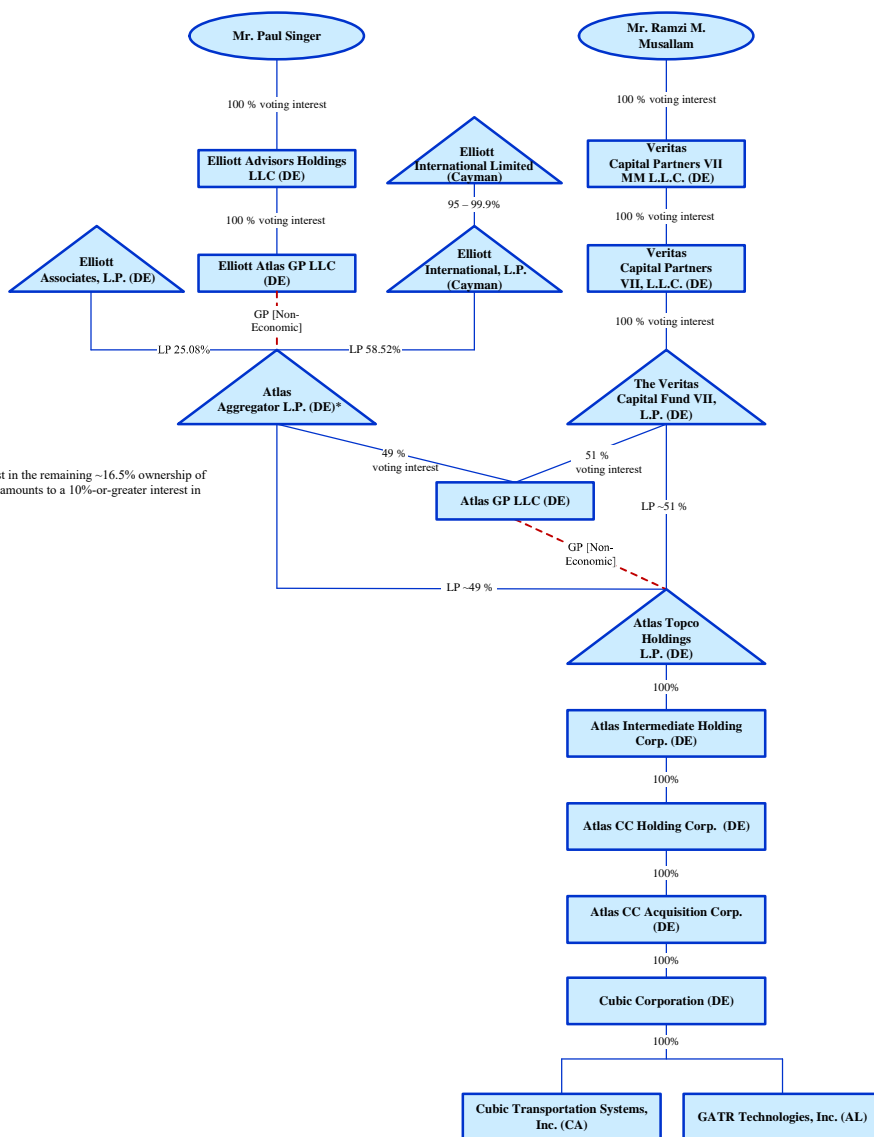 Mr. Paul Singer
Mr. Ramzi M.
Musallam
100 % voting interest
100 % voting interest
Elliott Advisors Holdings
LLC (DE)
Elliott
International Limited
(Cayman)
Veritas
Capital Partners VII
MM L.L.C. (DE)
100 % voting interest
95 – 99.9%
100 % voting interest
Elliott
Associates, L.P. (DE)
Elliott Atlas GP LLC
(DE)
Elliott
International, L.P.
(Cayman)
Veritas
Capital Partners
VII, L.L.C. (DE)
GP [Non-
Economic]
100 % voting interest
LP 25.08%
LP 58.52%
Atlas
Aggregator L.P. (DE)*
The Veritas
Capital Fund VII,
L.P. (DE)
49 %
voting interest
51 %
voting interest
st in the remaining ~16.5% ownership of
amounts to a 10%-or-greater interest in
Atlas GP LLC (DE)
LP ~51 %
GP [Non-
Economic]
LP ~49 %
Atlas Topco
Holdings
L.P. (DE)
100%
Atlas Intermediate Holding
Corp. (DE)
100%
Atlas CC Holding Corp. (DE)
100%
Atlas CC Acquisition Corp.
(DE)
100%
Cubic Corporation (DE)
100%
Cubic Transportation Systems,
Inc. (CA)
GATR Technologies, Inc. (AL)